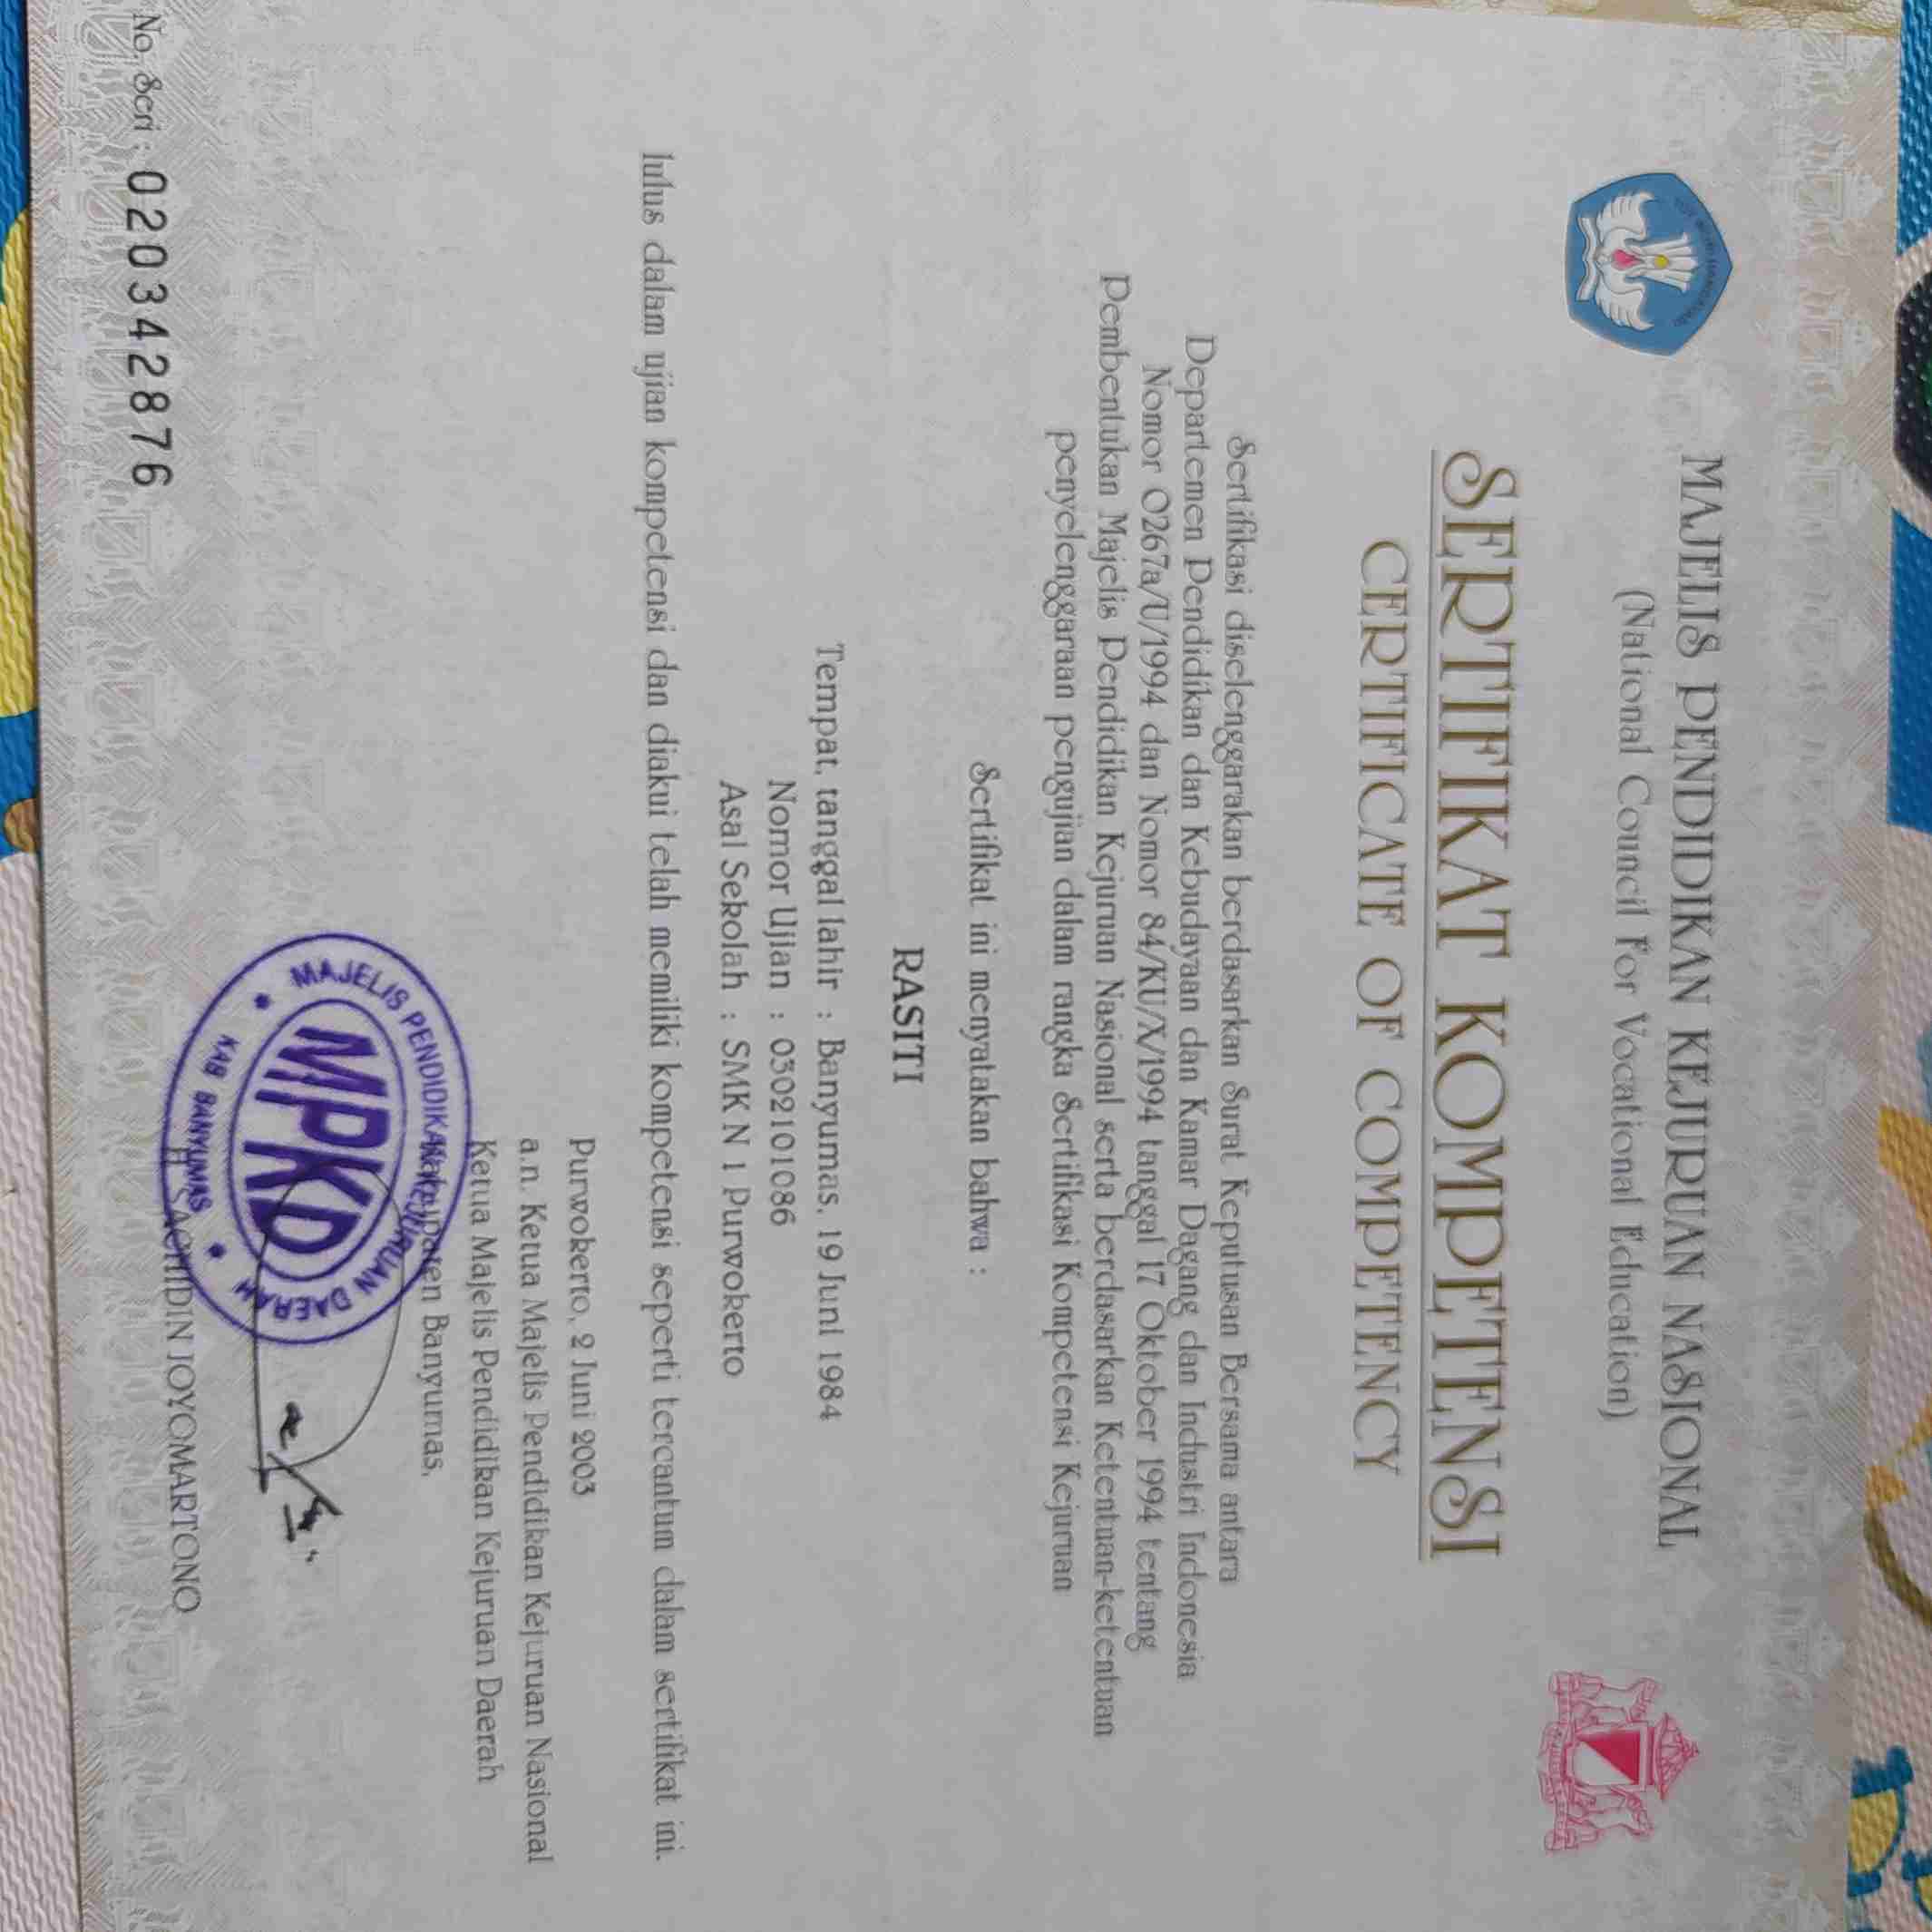 MAJELIS PENDIDIKAN KEJURUAN NASIONAL
(National Council For Vocational Education)
SERTIFIKAT KOMPETENSI
CERTIFICATE OF COMPETENCY
Sertifikasi diselenggarakan berdasarkan Surat Keputusan Bersama antara
Departemen Pendidikan dan Kebudayaan dan Kamar Dagang dan Industri Indonesia
Nomor 0267a/U/1994 dan Nomor 84/KU/X/1994 tanggal 17 Oktober 1994 tentang
Pembentukan Majelis Pendidikan Kejuruan Nasional serta berdasarkan Ketentuan-ketentuan
penyelenggaraan pengujian dalam rangka Sertifikasi Kompetensi Kejuruan
Sertifikat ini menyatakan bahwa :
RASITI
Tempat, tanggal lahir : Banyumas, 19 Juni 1984
Nomor Ujian : 0302101086
Asal Sekolah : SMK N 1 Purwokerto
lulus dalam ujian kompetensi dan diakui telah memiliki kompetensi seperti tercantum dalam sertifikat ini.
Purwokerto, 2 Juni 2003
a.n. Ketua Majelis Pendidikan Kejuruan Nasional
Ketua Majelis Pendidikan Kejuruan Daerah
Kabupaten Banyumas,
MAJELIS PENDIDIKAN KEJURUAN DAERAH
MPKD
KAB BANYUMAS
JOYOMARTONO
No. Seri : 020342876